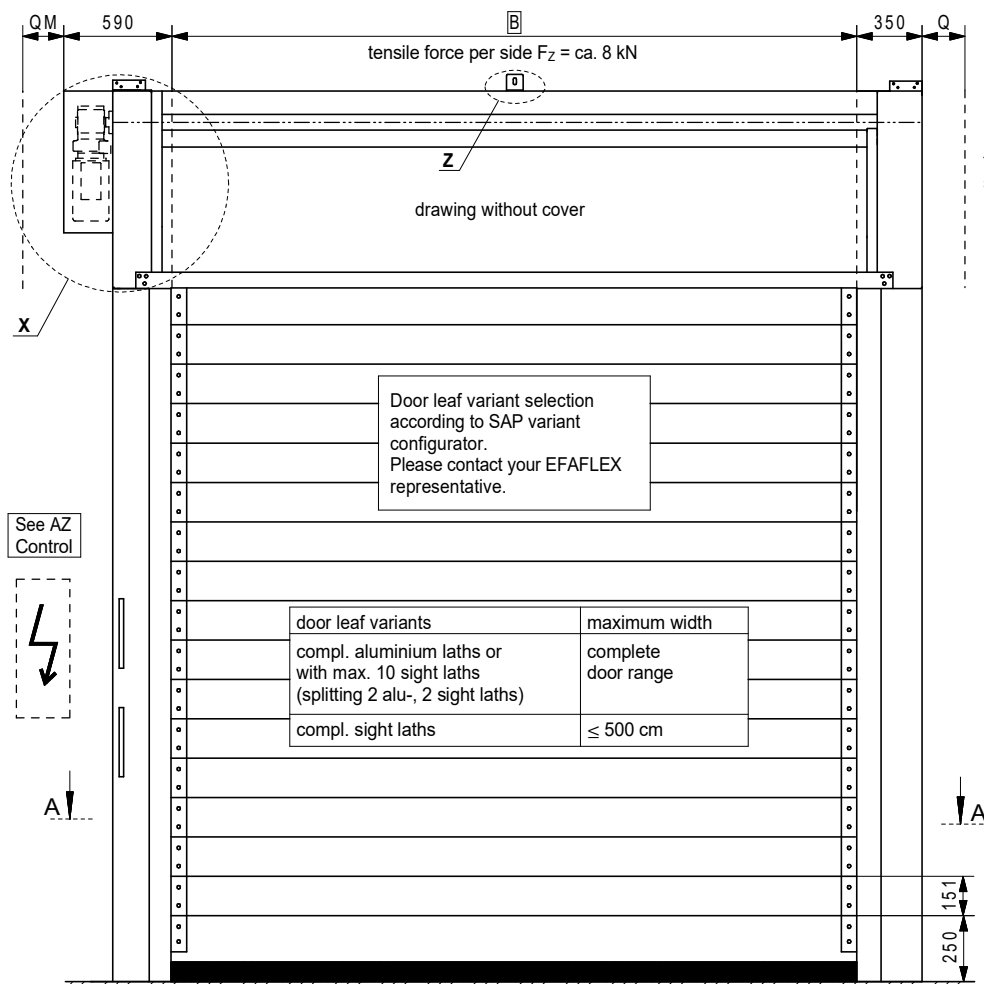 QM 590 B 350 Q
tensile force per side FZ = ca. 8 kN
Z
drawing without cover
X
Door leaf variant selection
according to SAP variant
configurator.
Please contact your EFAFLEX
representative.
See AZ
Control
door leaf variants maximum width
compl. aluminium laths or complete
with max. 10 sight laths door range
(splitting 2 alu-, 2 sight laths)
compl. sight laths ≤ 500 cm
A A
151
250